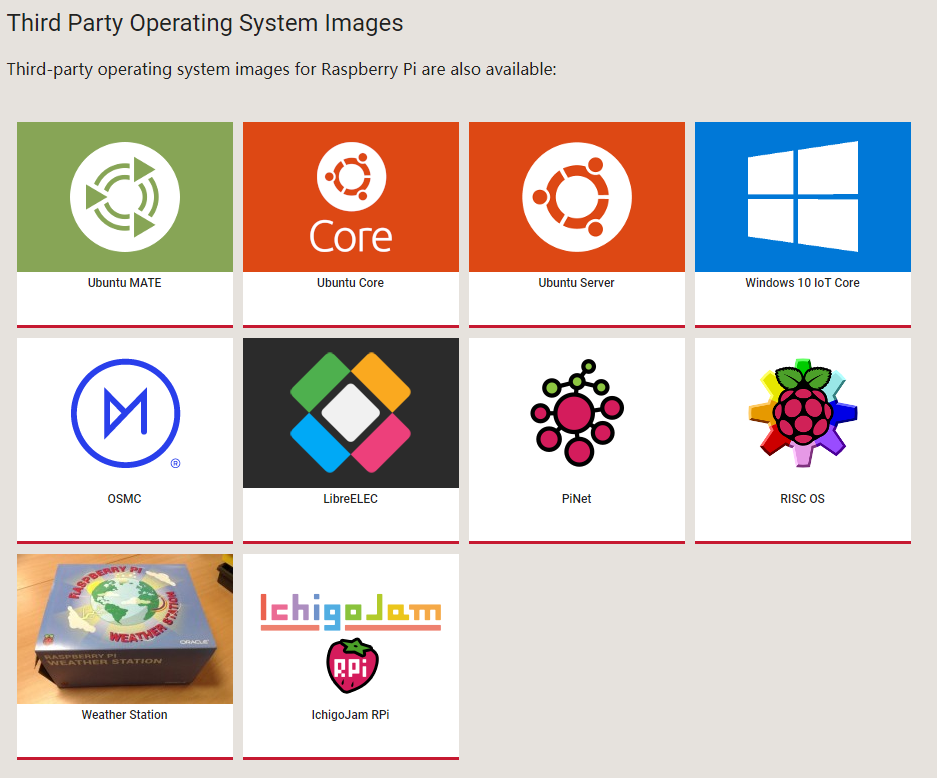 Third Party Operating System Images
Third-party operating system images for Raspberry Pi are also available:
Core
Ubuntu MATE
Ubuntu Core
Ubuntu Server
Windows 10 IoT Core
®
OSMC
LibreELEC
PiNet
RISC OS
RASPBERRY PI
WEATHER STATION
ORACLE
RASPBERRY PI
WEATHER STATION
IchigoJam
RPi
Weather Station
IchigoJam RPi